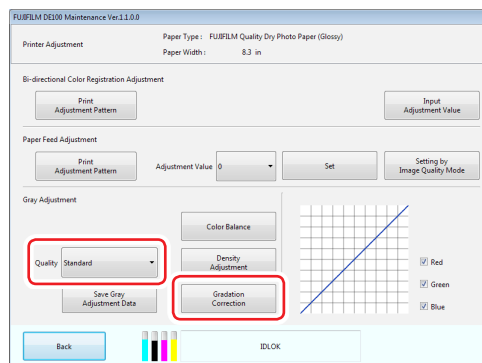 FUJIFILM DE100 Maintenance Ver.1.1.0.0
Printer Adjustment
Paper Type : FUJIFILM Quality Dry Photo Paper (Glossy)
Paper Width : 8.3 in
Bi-directional Color Registration Adjustment
Print
Adjustment Pattern
Input
Adjustment Value
Paper Feed Adjustment
Print
Adjustment Pattern
Adjustment Value 0
Set
Setting by
Image Quality Mode
Gray Adjustment
Color Balance
Quality Standard
Density
Adjustment
Save Gray
Adjustment Data
Gradation
Correction
Red
Green
Blue
Back
IDLOK